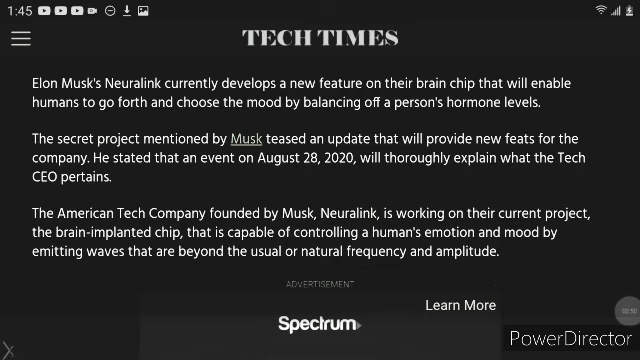 1:45
TECH TIMES
Elon Musk's Neuralink currently develops a new feature on their brain chip that will enable
humans to go forth and choose the mood by balancing off a person's hormone levels.
The secret project mentioned by Musk teased an update that will provide new feats for the
company. He stated that an event on August 28, 2020, will thoroughly explain what the Tech
CEO pertains.
The American Tech Company founded by Musk, Neuralink, is working on their current project,
the brain-implanted chip, that is capable of controlling a human's emotion and mood by
emitting waves that are beyond the usual or natural frequency and amplitude.
ADVERTISEMENT
Learn More
Spectrum
PowerDirector